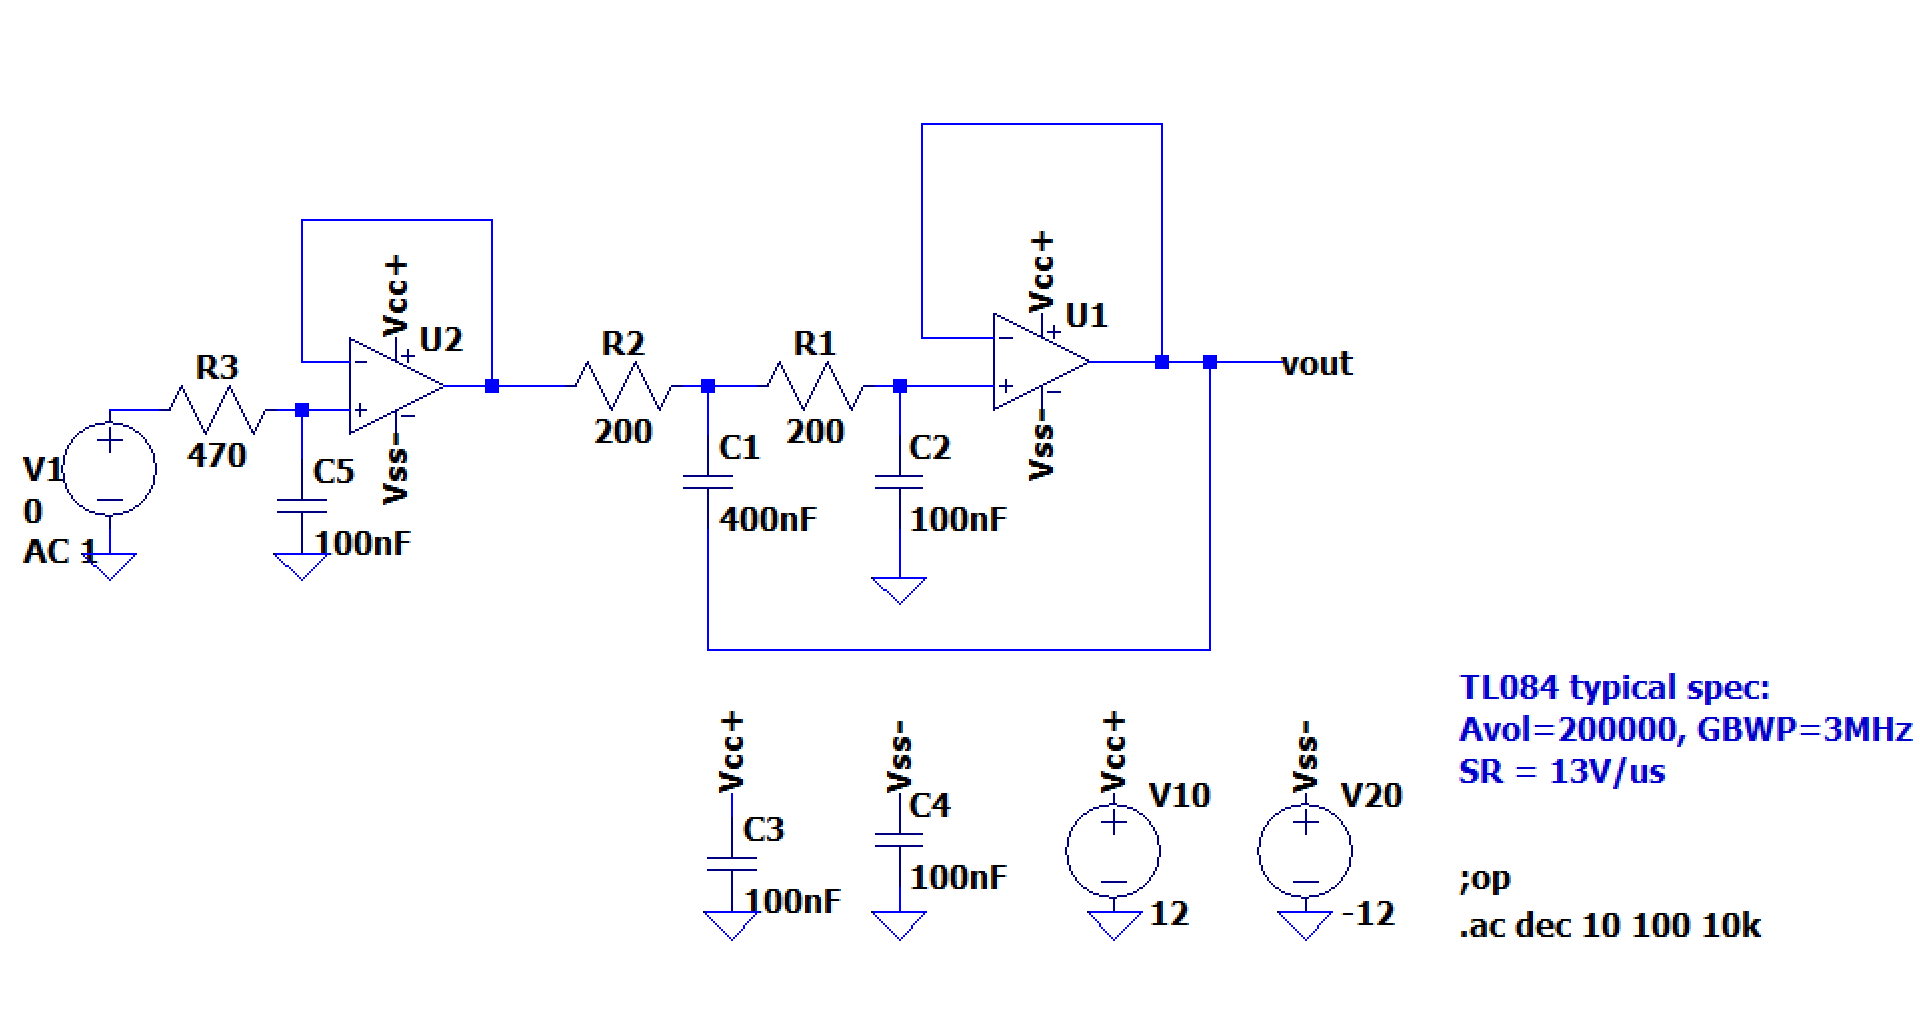 Vcc+
U1
Vss-
vout
Vcc+
U2
Vss-
R3
470
C5
100nF
V1
0
AC 1
R2
200
R1
200
C1
400nF
C2
100nF
Vcc+
C3
100nF
Vss-
C4
100nF
Vcc+
V10
12
Vss-
V20
-12
TL084 typical spec:
Avol=200000, GBWP=3MHz
SR = 13V/us
;op
.ac dec 10 100 10k